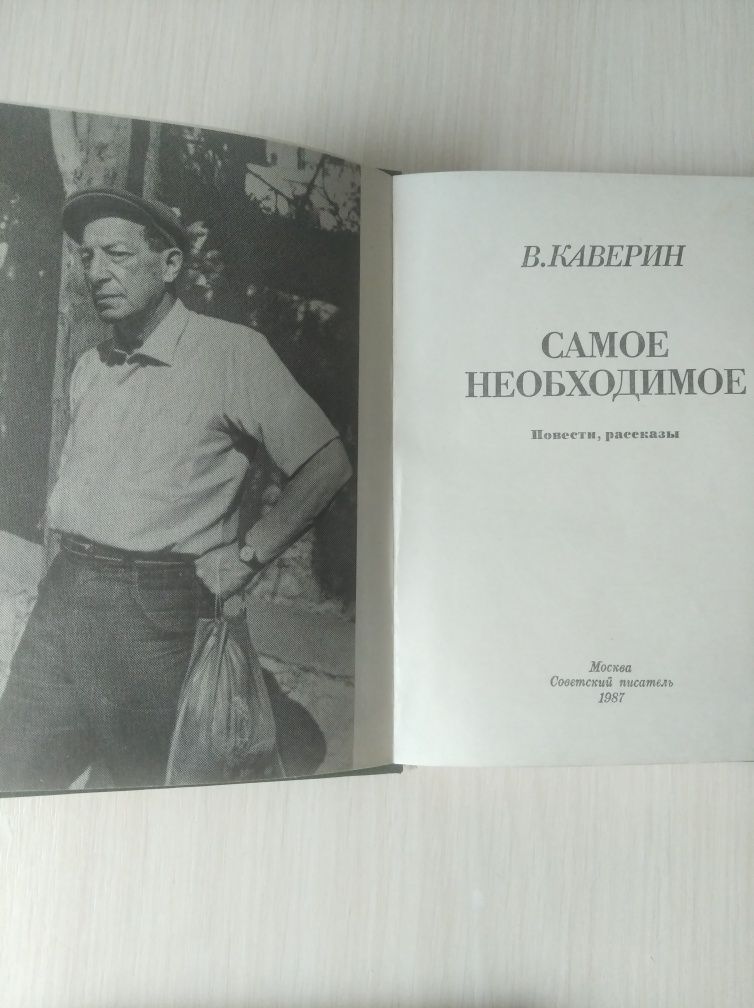 В.КАВЕРИН
САМОЕ
НЕОБХОДИМОЕ
Повести, рассказы
Москва
Советский писатель
1987